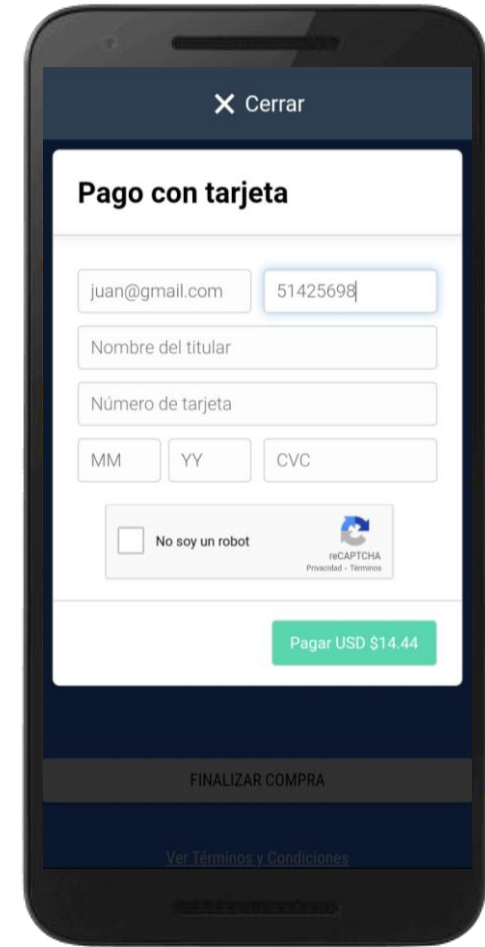 ✕ Cerrar
Pago con tarjeta
juan@gmail.com 51425698
Nombre del titular
Número de tarjeta
MM YY CVC
No soy un robot
reCAPTCHA
Privacidad - Términos
Pagar USD $14.44
FINALIZAR COMPRA
Ver Términos y Condiciones